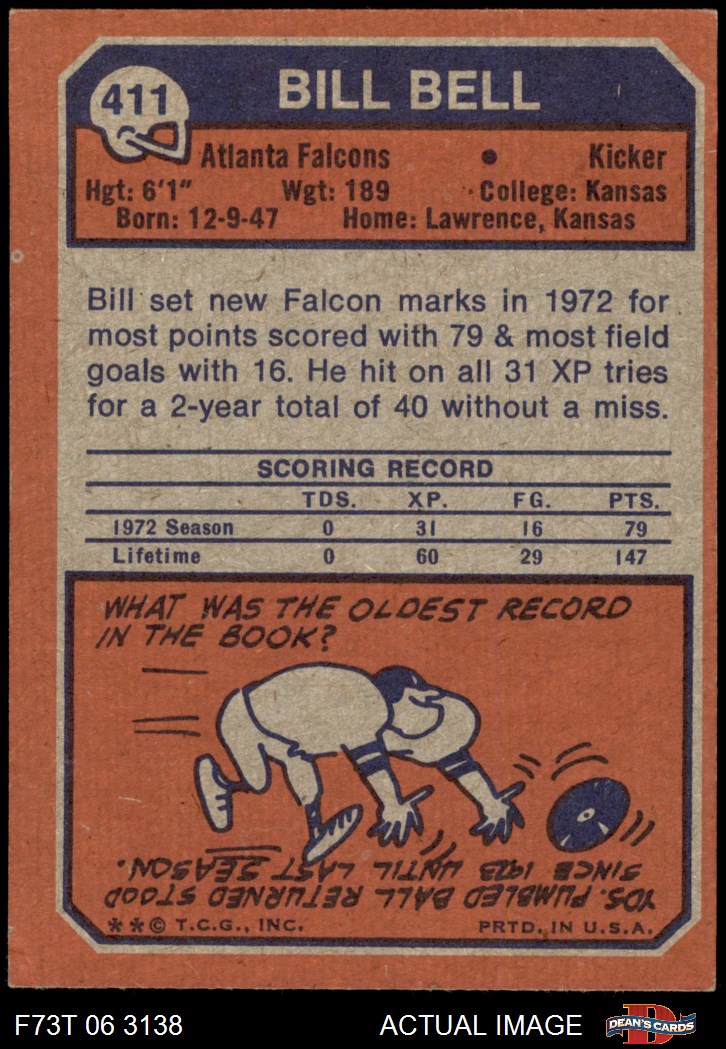 411
BILL BELL
Atlanta Falcons • Kicker
Hgt: 6'1" Wgt: 189 College: Kansas
Born: 12-9-47 Home: Lawrence, Kansas
Bill set new Falcon marks in 1972 for
most points scored with 79 & most field
goals with 16. He hit on all 31 XP tries
for a 2-year total of 40 without a miss.
SCORING RECORD
TDS. XP. FG. PTS.
1972 Season 0 31 16 79
Lifetime 0 60 29 147
WHAT WAS THE OLDEST RECORD
IN THE BOOK?
YDS. FUMBLED BALL RETURNED STOOD
SINCE 1923 UNTIL LAST SEASON.
**© T.C.G., INC. PRTD. IN U.S.A.
F73T 06 3138 ACTUAL IMAGE
D
DEAN'S CARDS